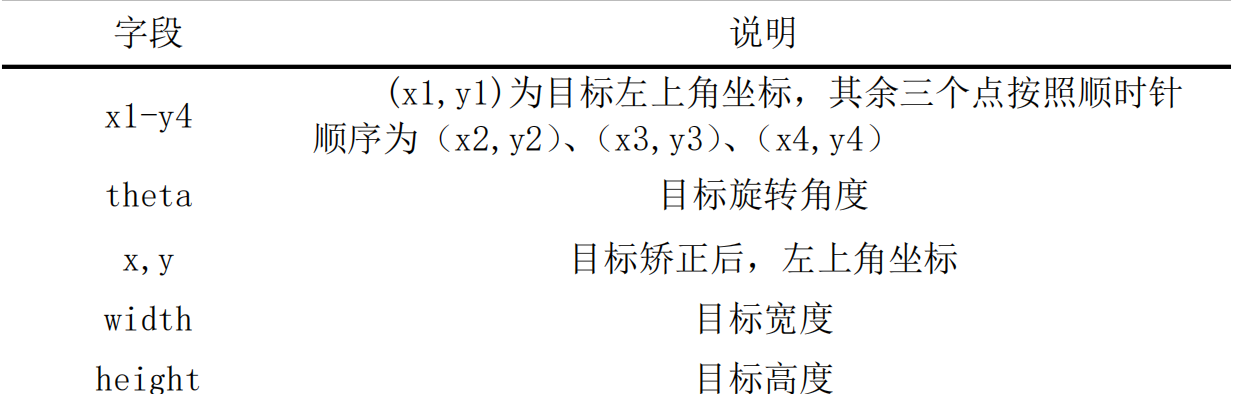 字段 说明
x1-y4 (x1,y1)为目标左上角坐标，其余三个点按照顺时针
顺序为（x2,y2）、（x3,y3）、（x4,y4）
theta 目标旋转角度
x,y 目标矫正后，左上角坐标
width 目标宽度
height 目标高度